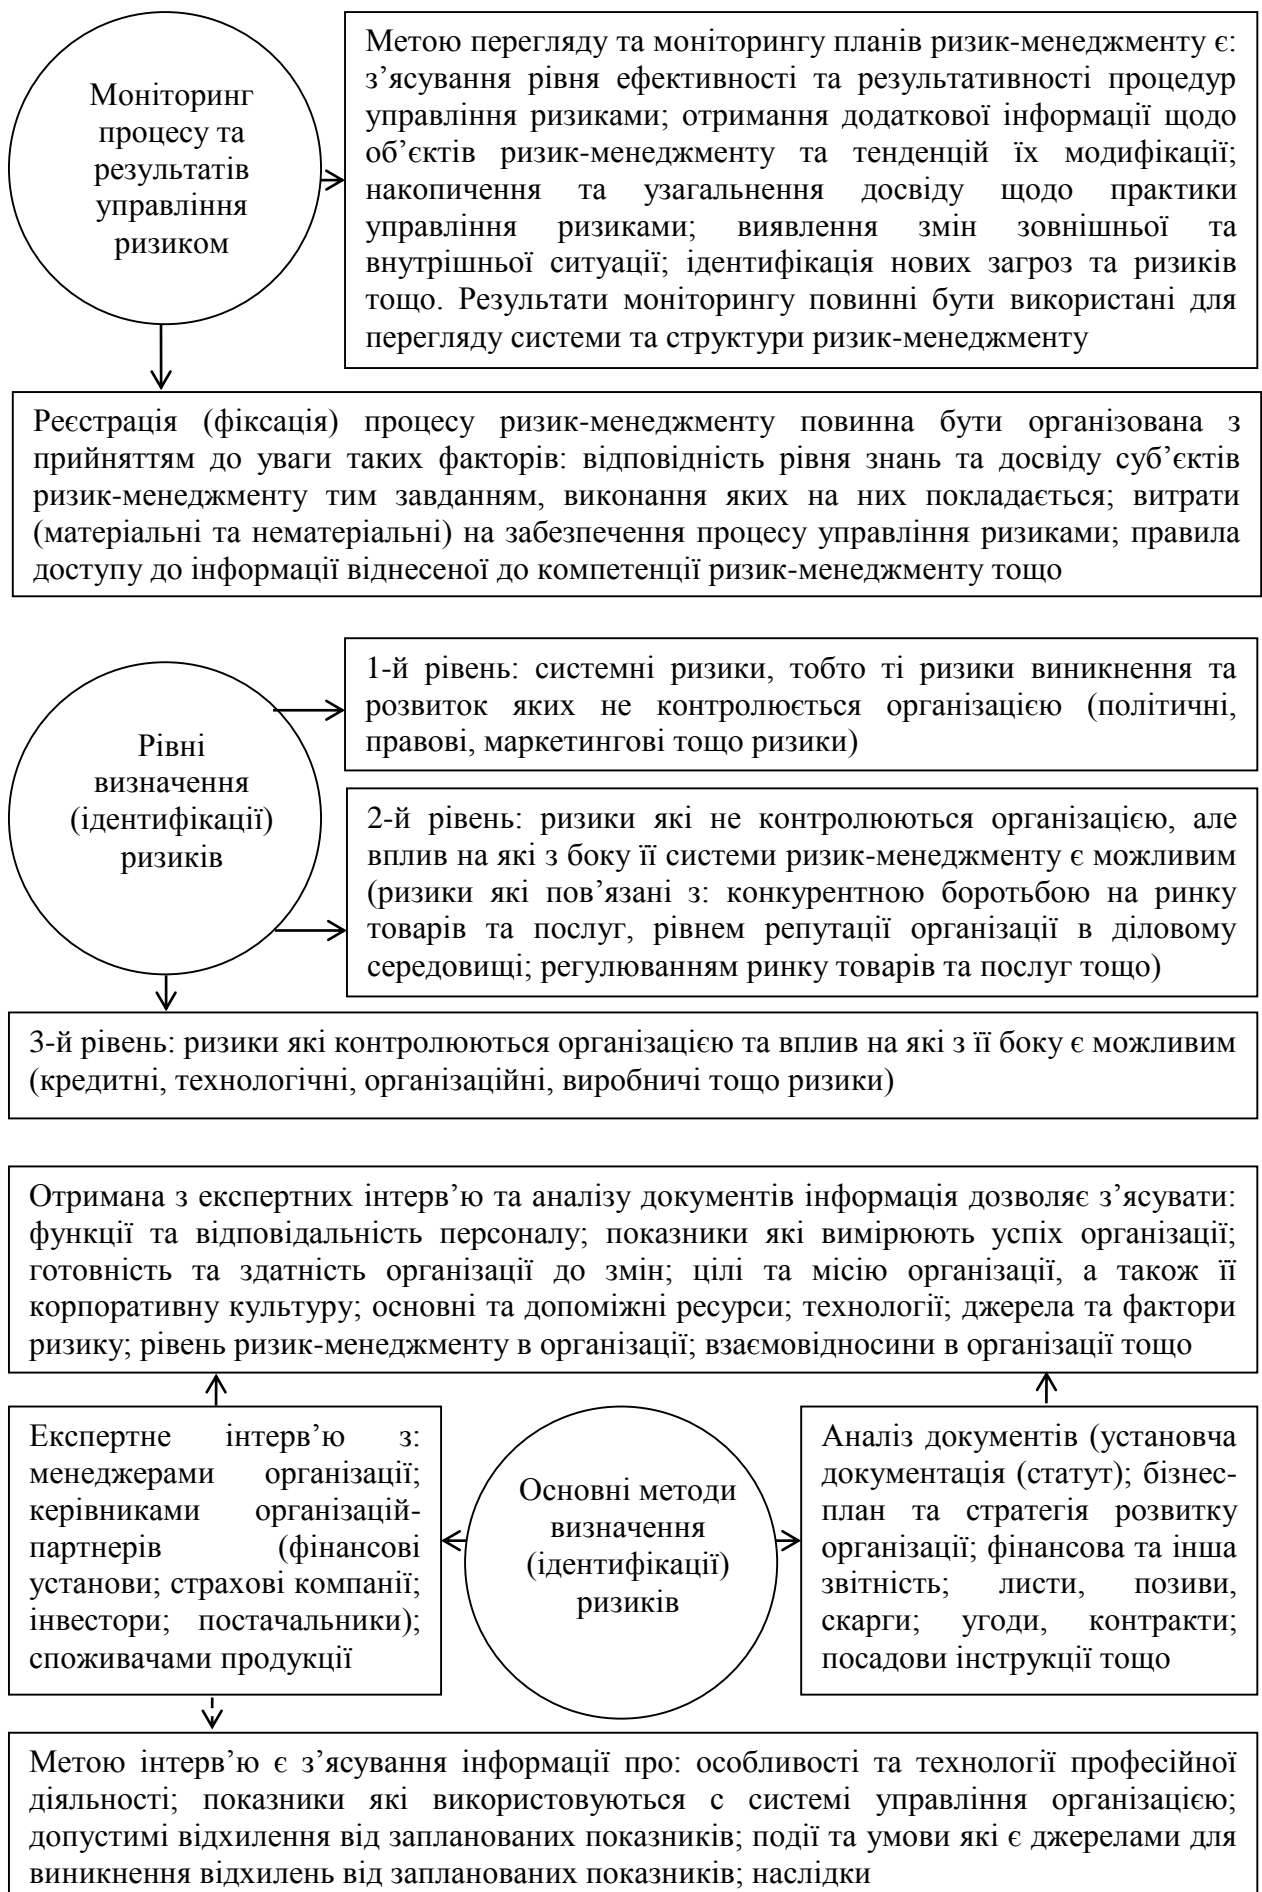 Моніторинг
процесу та
результатів
управління
ризиком
Метою перегляду та моніторингу планів ризик-менеджменту є:
з’ясування рівня ефективності та результативності процедур
управління ризиками; отримання додаткової інформації щодо
об’єктів ризик-менеджменту та тенденцій їх модифікації;
накопичення та узагальнення досвіду щодо практики
управління ризиками; виявлення змін зовнішньої та
внутрішньої ситуації; ідентифікація нових загроз та ризиків
тощо. Результати моніторингу повинні бути використані для
перегляду системи та структури ризик-менеджменту
Реєстрація (фіксація) процесу ризик-менеджменту повинна бути організована з
прийняттям до уваги таких факторів: відповідність рівня знань та досвіду суб’єктів
ризик-менеджменту тим завданням, виконання яких на них покладається; витрати
(матеріальні та нематеріальні) на забезпечення процесу управління ризиками; правила
доступу до інформації віднесеної до компетенції ризик-менеджменту тощо
Рівні
визначення
(ідентифікації)
ризиків
1-й рівень: системні ризики, тобто ті ризики виникнення та
розвиток яких не контролюється організацією (політичні,
правові, маркетингові тощо ризики)
2-й рівень: ризики які не контролюються організацією, але
вплив на які з боку її системи ризик-менеджменту є можливим
(ризики які пов’язані з: конкурентною боротьбою на ринку
товарів та послуг, рівнем репутації організації в діловому
середовищі; регулюванням ринку товарів та послуг тощо)
3-й рівень: ризики які контролюються організацією та вплив на які з її боку є можливим
(кредитні, технологічні, організаційні, виробничі тощо ризики)
Отримана з експертних інтерв’ю та аналізу документів інформація дозволяє з’ясувати:
функції та відповідальність персоналу; показники які вимірюють успіх організації;
готовність та здатність організації до змін; цілі та місію організації, а також її
корпоративну культуру; основні та допоміжні ресурси; технології; джерела та фактори
ризику; рівень ризик-менеджменту в організації; взаємовідносини в організації тощо
Експертне інтерв’ю з:
менеджерами організації;
керівниками організацій-
партнерів (фінансові
установи; страхові компанії;
інвестори; постачальники);
споживачами продукції
Основні методи
визначення
(ідентифікації)
ризиків
Аналіз документів (установча
документація (статут); бізнес-
план та стратегія розвитку
організації; фінансова та інша
звітність; листи, позиви,
скарги; угоди, контракти;
посадови інструкції тощо
Метою інтерв’ю є з’ясування інформації про: особливості та технології професійної
діяльності; показники які використовуються с системі управління організацією;
допустимі відхилення від запланованих показників; події та умови які є джерелами для
виникнення відхилень від запланованих показників; наслідки